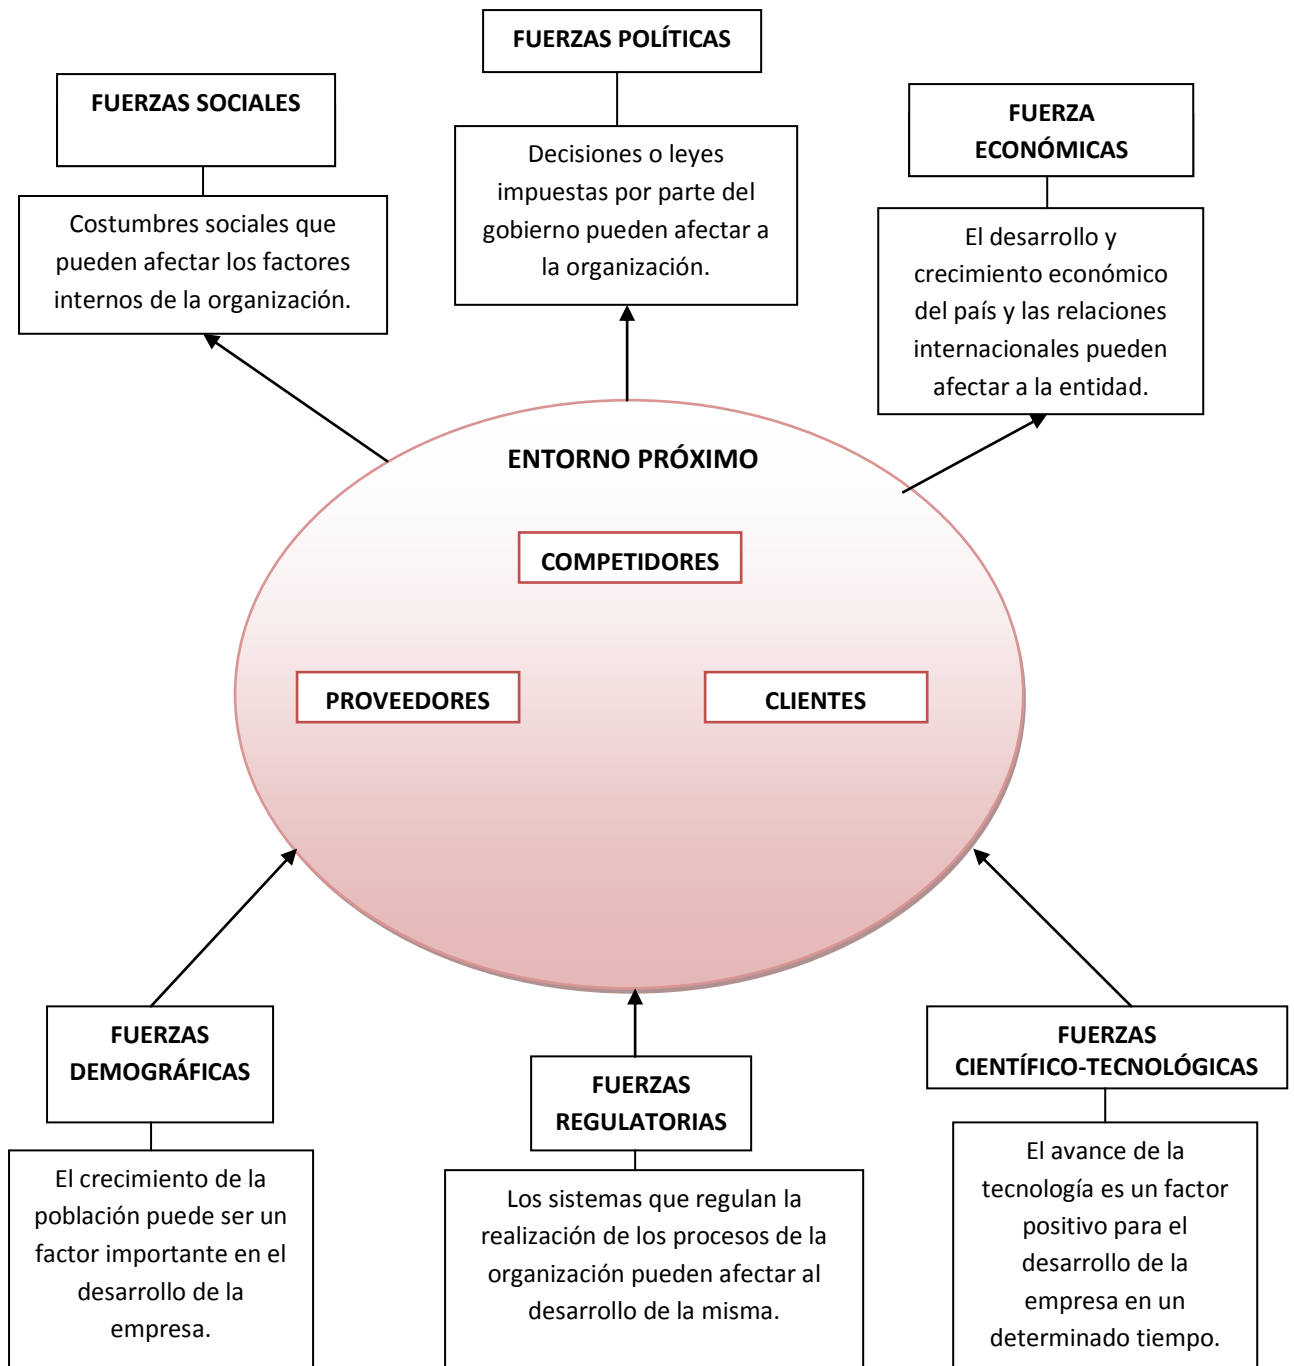 FUERZAS POLÍTICAS
Decisiones o leyes
impuestas por parte del
gobierno pueden afectar a
la organización.
FUERZAS SOCIALES
Costumbres sociales que
pueden afectar los factores
internos de la organización.
FUERZA
ECONÓMICAS
El desarrollo y
crecimiento económico
del país y las relaciones
internacionales pueden
afectar a la entidad.
ENTORNO PRÓXIMO
COMPETIDORES
PROVEEDORES
CLIENTES
FUERZAS
DEMOGRÁFICAS
El crecimiento de la
población puede ser un
factor importante en el
desarrollo de la
empresa.
FUERZAS
REGULATORIAS
Los sistemas que regulan la
realización de los procesos de la
organización pueden afectar al
desarrollo de la misma.
FUERZAS
CIENTÍFICO-TECNOLÓGICAS
El avance de la
tecnología es un factor
positivo para el
desarrollo de la
empresa en un
determinado tiempo.